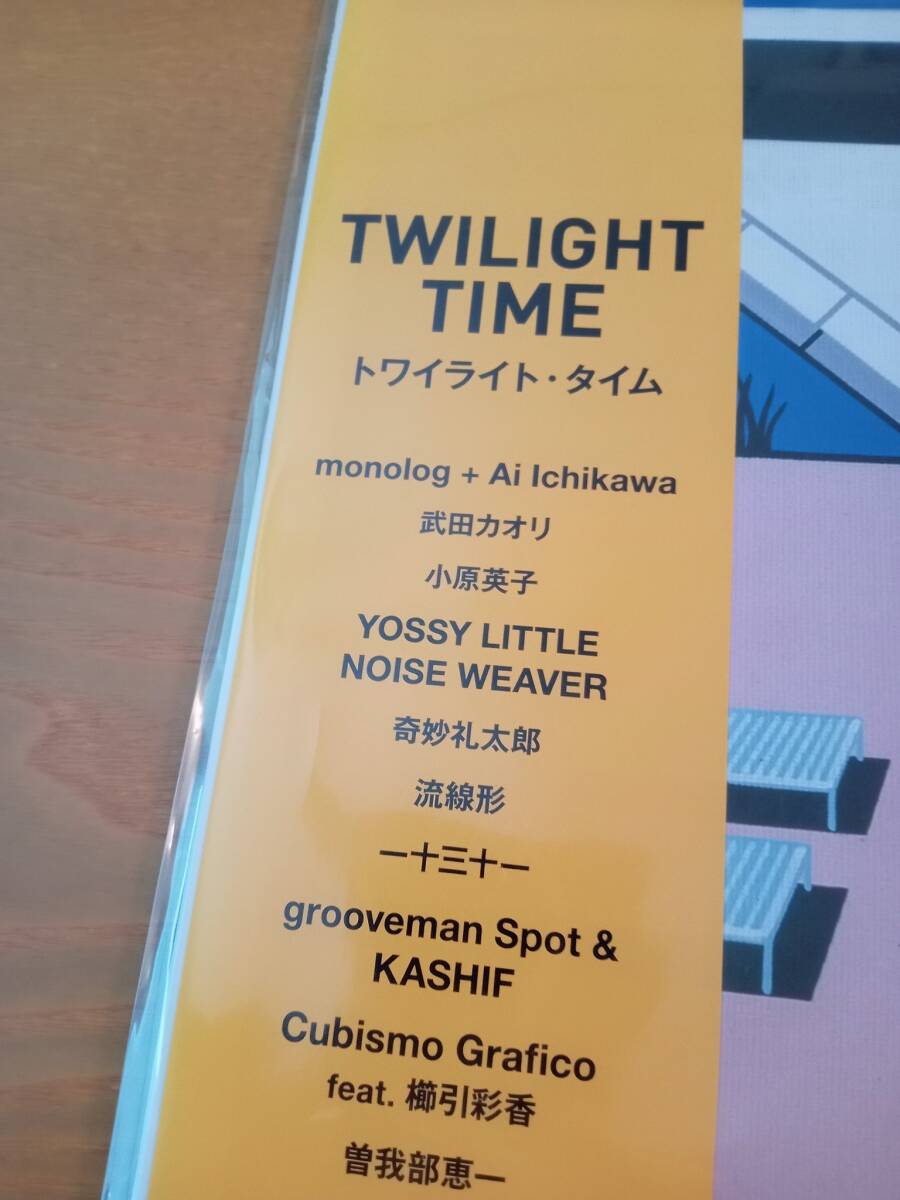 TWILIGHT
TIME
トワイライト・タイム
monolog + Ai Ichikawa
武田カオリ
小原英子
YOSSY LITTLE
NOISE WEAVER
奇妙礼太郎
流線形
一十三十一
grooveman Spot &
KASHIF
Cubismo Grafico
feat. 櫛引彩香
曽我部恵一